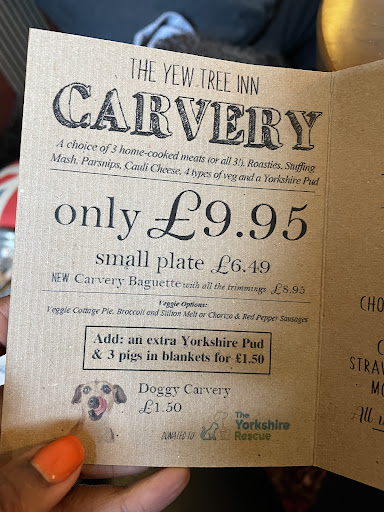 THE YEW TREE INN
CARVERY
A choice of 3 home-cooked meats (or all 3!), Roasties, Stuffing
Mash, Parsnips, Cauli Cheese, 4 types of veg and a Yorkshire Pud
only £9.95
small plate £6.49
NEW Carvery Baguette with all the trimmings £8.95
Veggie Options:
Veggie Cottage Pie, Broccoli and Stilton Melt or Chorizo & Red Pepper Sausages
Add: an extra Yorkshire Pud
& 3 pigs in blankets for £1.50
Doggy Carvery
£1.50
DONATED TO
The
Yorkshire
Rescue
CHO
STRA
MO
All